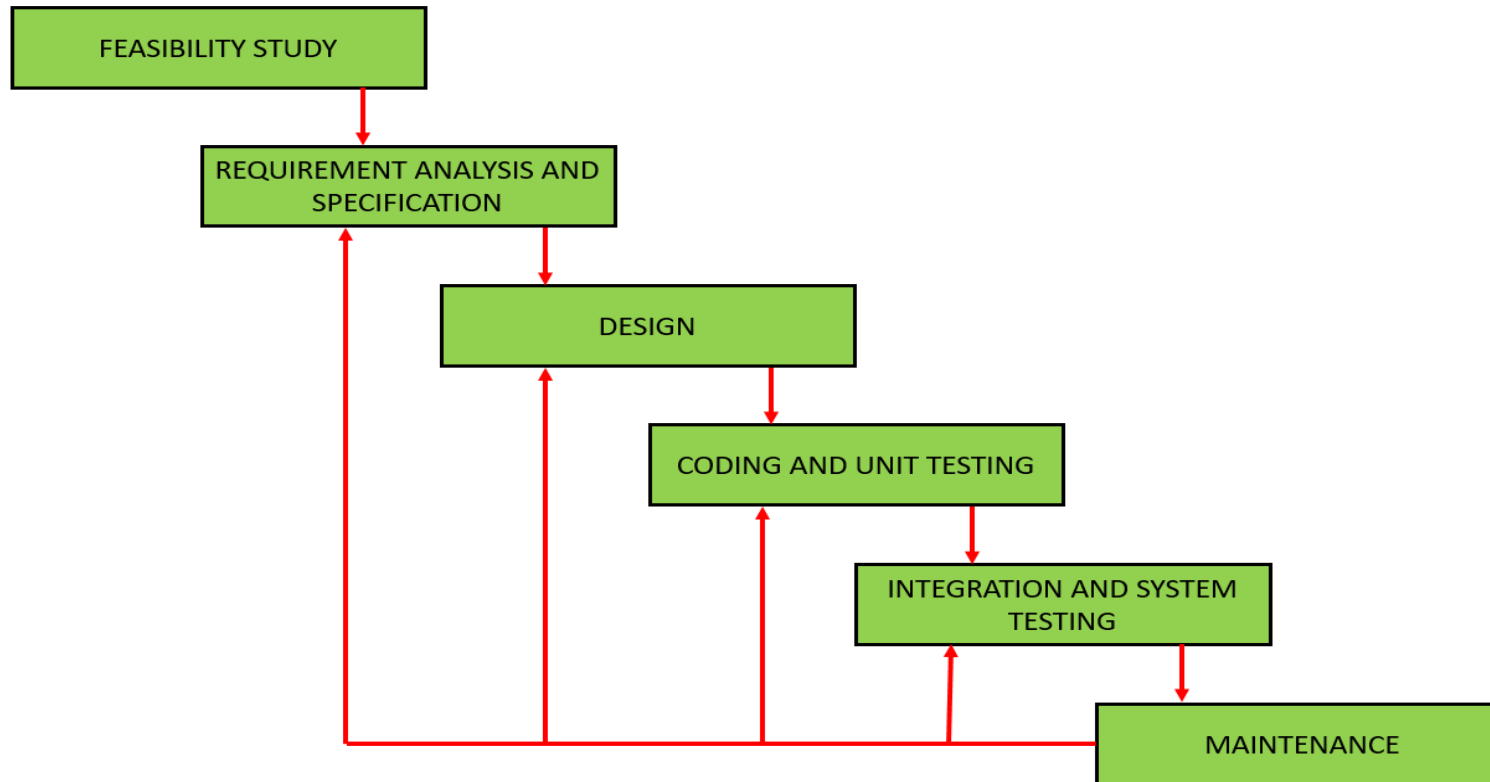 FEASIBILITY STUDY
REQUIREMENT ANALYSIS AND
SPECIFICATION
DESIGN
CODING AND UNIT TESTING
INTEGRATION AND SYSTEM
TESTING
MAINTENANCE